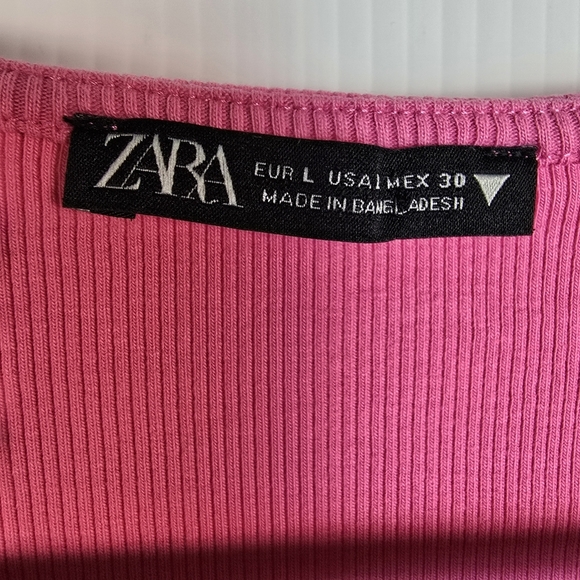 ZARA
EUR L USA L MEX 30
MADE IN BANGLADESH